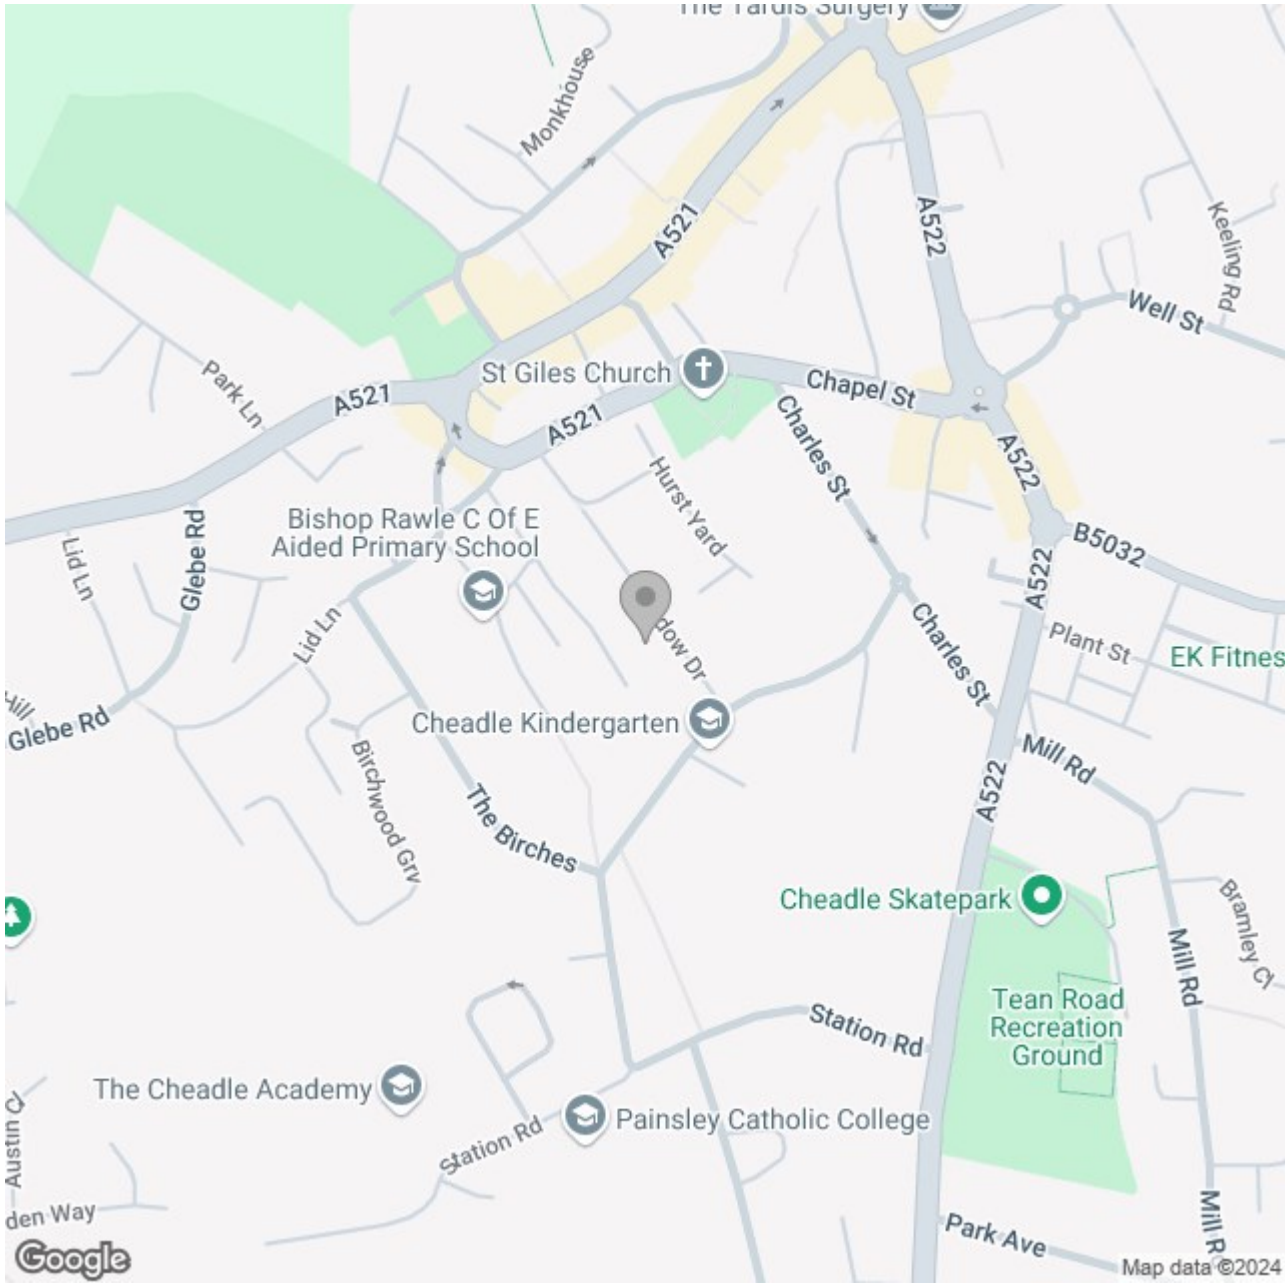 The Tardis Surgery
Monkhouse
A521
A522
Keeling Rd
Well St
St Giles Church
Chapel St
Park Ln
A521
A521
Charles St
A522
Hurst Yard
Bishop Rawle C Of E
Aided Primary School
Lid Ln
Glebe Rd
B5032
A522
Lid Ln
dow Dr
Charles St
Plant St
EK Fitnes
Hill
Glebe Rd
Cheadle Kindergarten
Birchwood Grv
The Birches
A522
Mill Rd
Cheadle Skatepark
Bramley Cl
Mill Rd
Tean Road
Recreation
Ground
Station Rd
The Cheadle Academy
Painsley Catholic College
Station Rd
Austin Cl
den Way
Park Ave
Mill Rd
Google
Map data ©2024